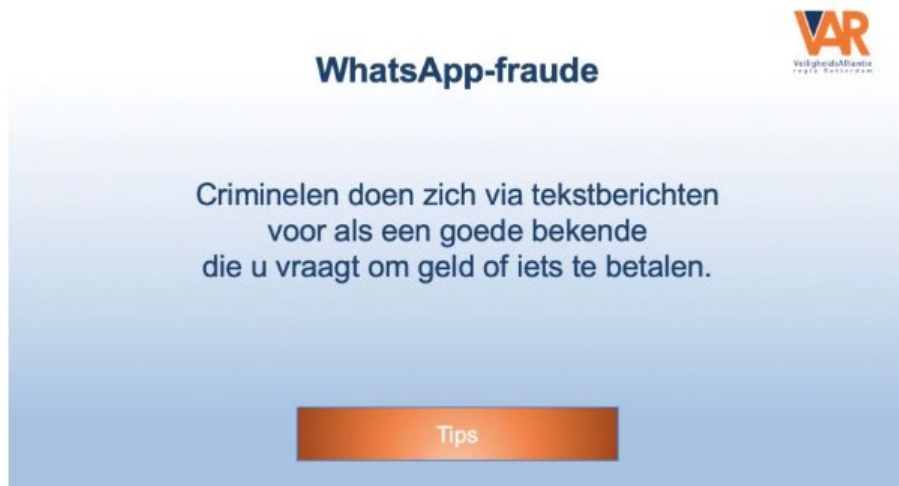 VAR
VeiligheidsAlliantie
regio Rotterdam
WhatsApp-fraude
Criminelen doen zich via tekstberichten
voor als een goede bekende
die u vraagt om geld of iets te betalen.
Tips